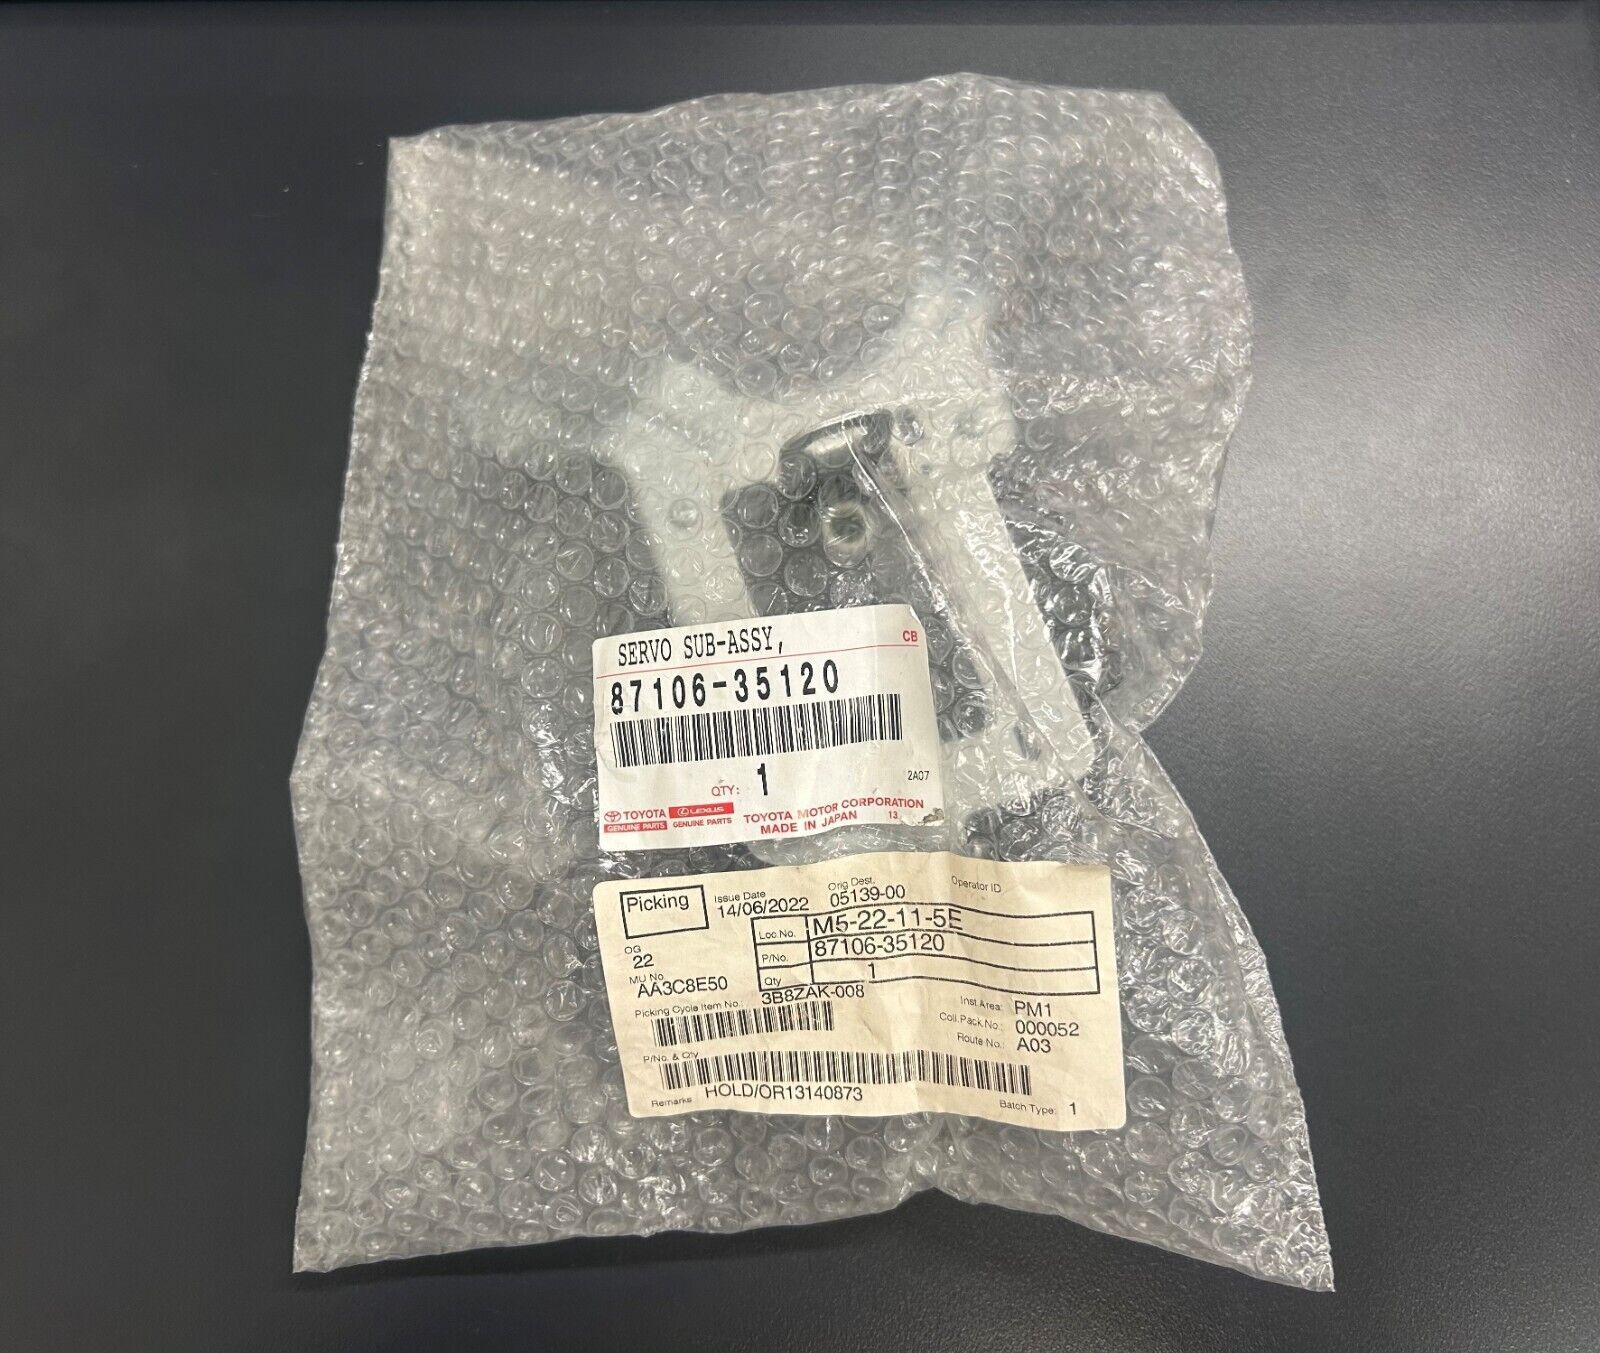 SERVO SUB-ASSY,
CB
87106-35120
QTY: 1
2A07
TOYOTA LEXUS TOYOTA MOTOR CORPORATION
GENUINE PARTS GENUINE PARTS MADE IN JAPAN 13
Picking
Issue Date
14/06/2022
Orig Dest.
05139-00
Operator ID
OG
22
Loc.No. M5-22-11-5E
P/No. 87106-35120
Qty 1
MU No.
AA3C8E50
Picking Cycle Item No.: 3B8ZAK-008
Inst.Area: PM1
Coll.Pack No.: 000052
Route No.: A03
P/No. & Qty
Remarks HOLD/OR13140873
Batch Type: 1